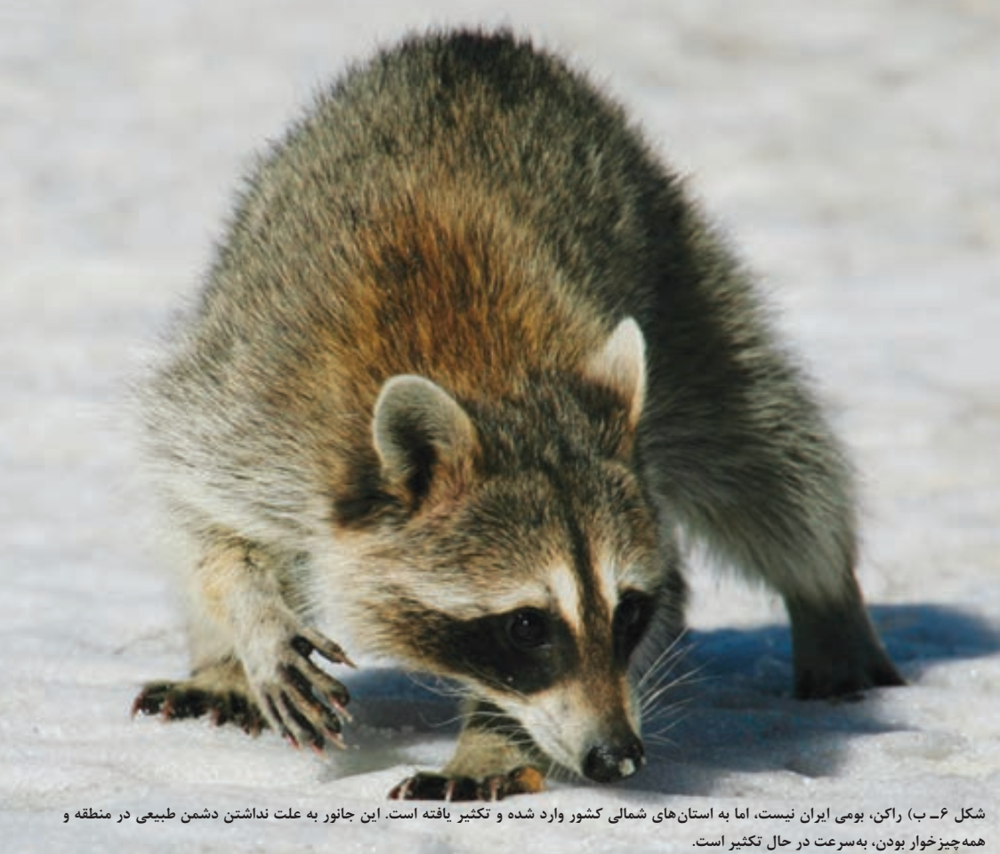 شکل ۶ــ ب) راکن، بومی ایران نیست، اما به استان‌های شمالی کشور وارد شده و تکثیر یافته است. این جانور به علت نداشتن دشمن طبیعی در منطقه و
همه‌چیزخوار بودن، به‌سرعت در حال تکثیر است.